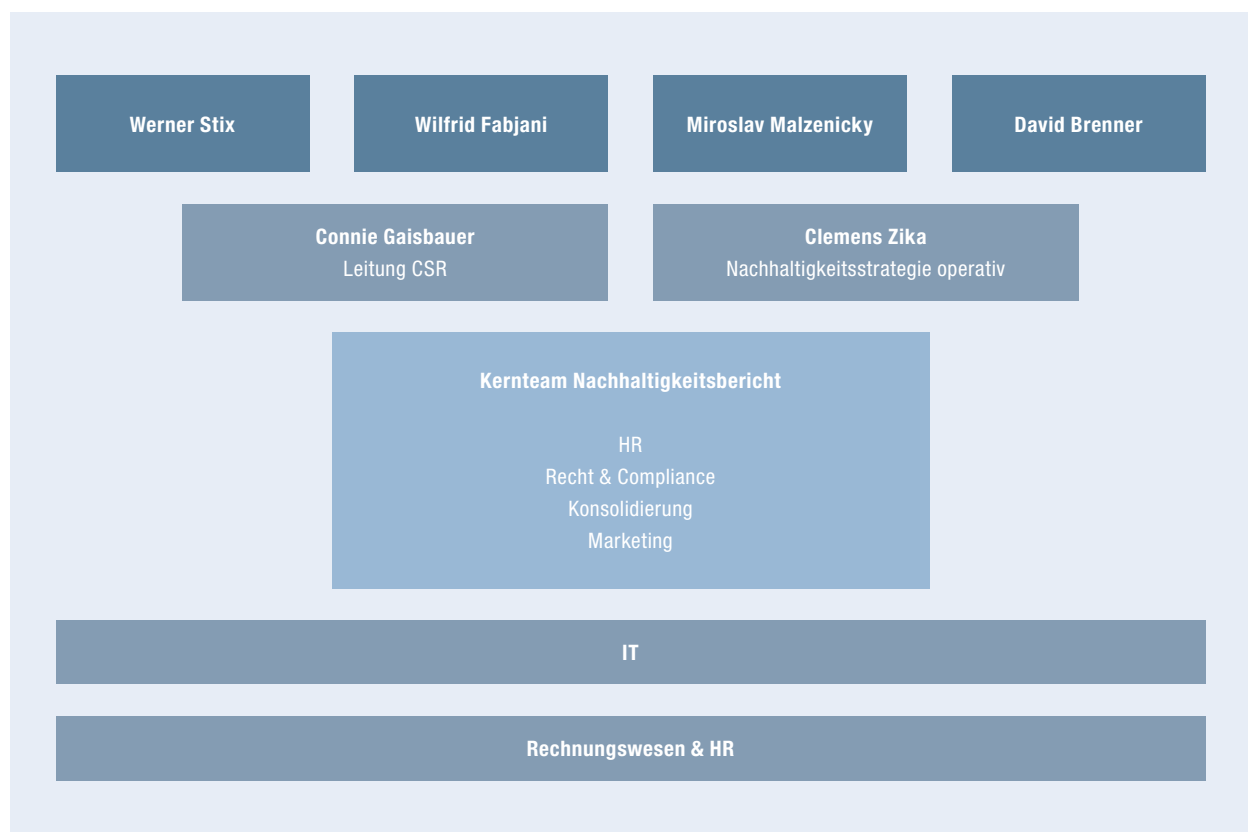 Werner Stix
Wilfrid Fabjani
Miroslav Malzenicky
David Brenner
Connie Gaisbauer
Leitung CSR
Clemens Zika
Nachhaltigkeitsstrategie operativ
Kernteam Nachhaltigkeitsbericht
HR
Recht & Compliance
Konsolidierung
Marketing
IT
Rechnungswesen & HR